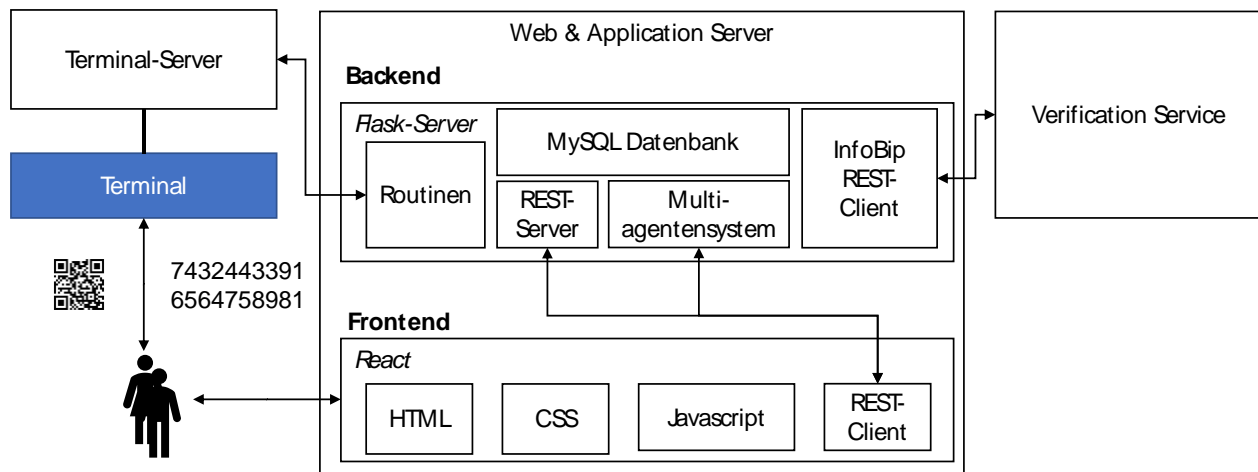 Web & Application Server
Terminal-Server
Backend
Verification Service
Flask-Server
MySQL Datenbank
InfoBip
REST-
Client
Terminal
Routinen
REST-
Server
Multi-
agentensystem
7432443391
6564758981
Frontend
React
HTML
CSS
Javascript
REST-
Client